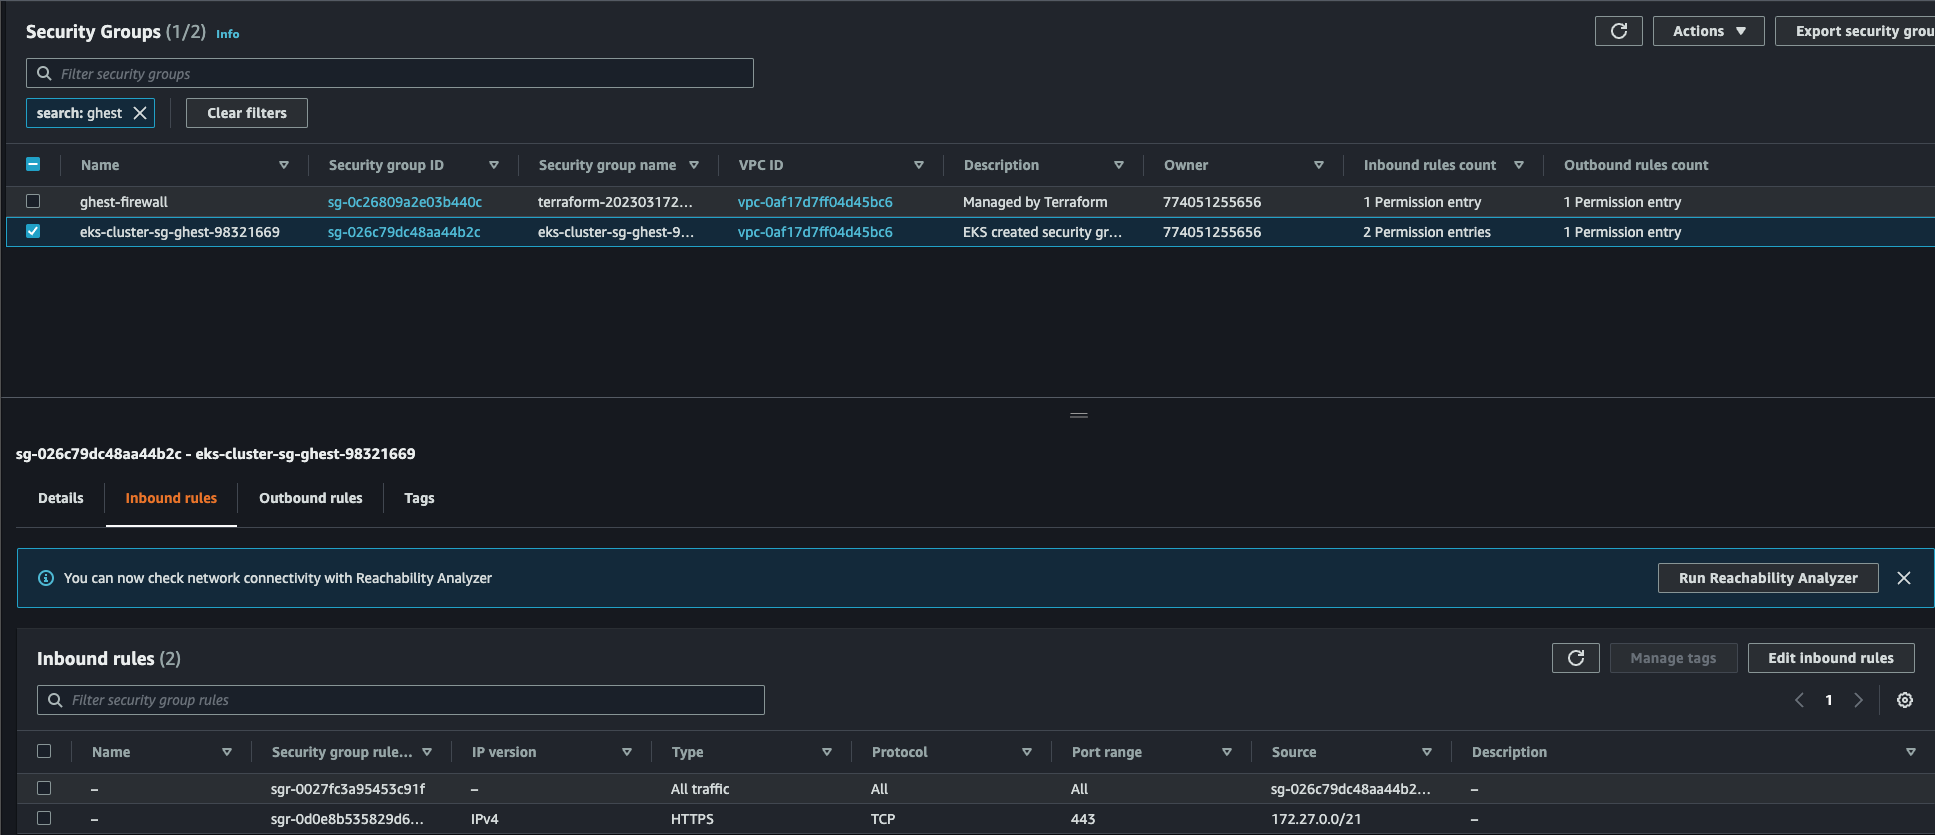 Security Groups (1/2) Info
Actions
Export security grou
Filter security groups
search: ghest
Clear filters
Name Security group ID Security group name VPC ID Description Owner Inbound rules count Outbound rules count
ghest-firewall sg-0c26809a2e03b440c terraform-202303172... vpc-0af17d7ff04d45bc6 Managed by Terraform 774051255656 1 Permission entry 1 Permission entry
eks-cluster-sg-ghest-98321669 sg-026c79dc48aa44b2c eks-cluster-sg-ghest-9... vpc-0af17d7ff04d45bc6 EKS created security gr... 774051255656 2 Permission entries 1 Permission entry
sg-026c79dc48aa44b2c - eks-cluster-sg-ghest-98321669
Details Inbound rules Outbound rules Tags
You can now check network connectivity with Reachability Analyzer
Run Reachability Analyzer
Inbound rules (2)
Manage tags
Edit inbound rules
Filter security group rules
1
Name Security group rule... IP version Type Protocol Port range Source Description
– sgr-0027fc3a95453c91f – All traffic All All sg-026c79dc48aa44b2... –
– sgr-0d0e8b535829d6... IPv4 HTTPS TCP 443 172.27.0.0/21 –